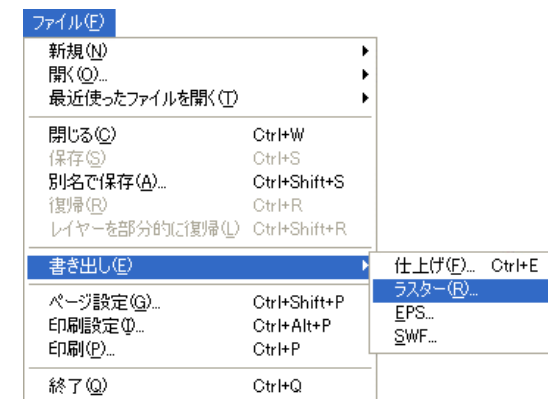 ファイル(F)
新規(N)
開く(O)...
最近使ったファイルを開く(T)
閉じる(C) Ctrl+W
保存(S) Ctrl+S
別名で保存(A)... Ctrl+Shift+S
復帰(R) Ctrl+R
レイヤーを部分的に復帰(L) Ctrl+Shift+R
書き出し(E)
仕上げ(F)... Ctrl+E
ラスター(R)...
EPS...
SWF...
ページ設定(G)... Ctrl+Shift+P
印刷設定(I)... Ctrl+Alt+P
印刷(P)... Ctrl+P
終了(Q) Ctrl+Q